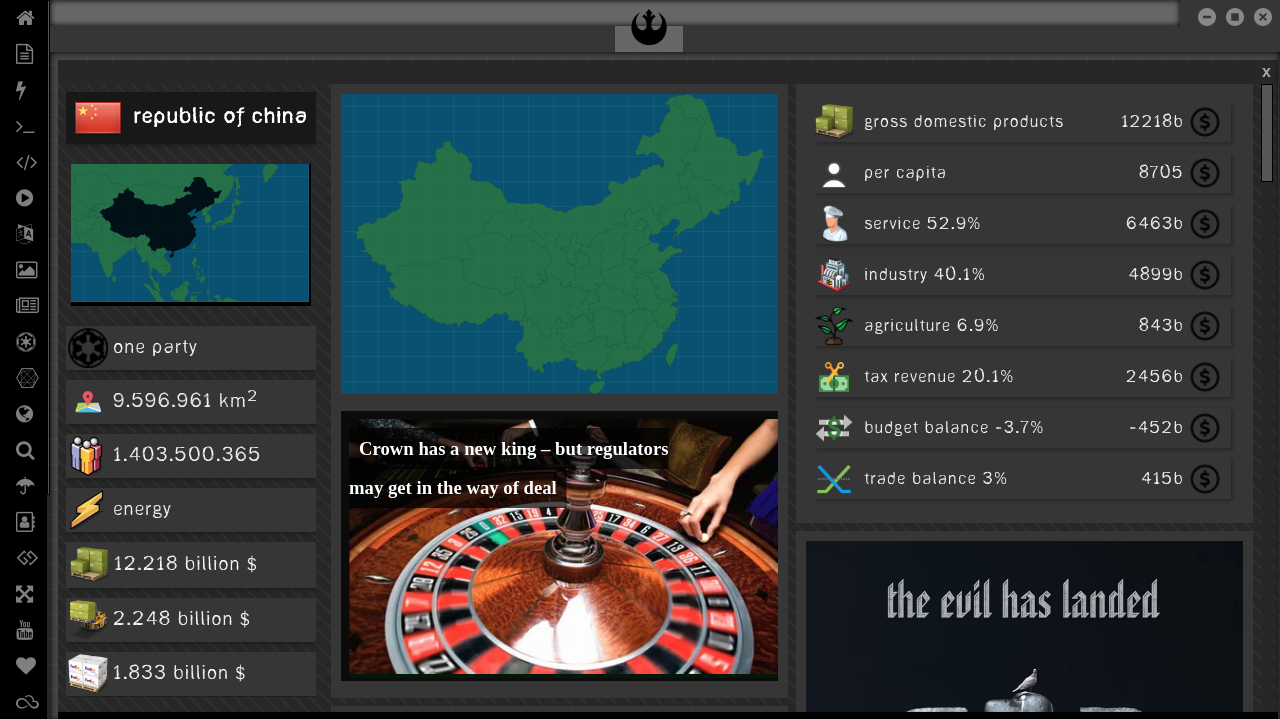 x
republic of china
one party
9.596.961 km²
1.403.500.365
energy
12.218 billion $
2.248 billion $
1.833 billion $
Crown has a new king – but regulators
may get in the way of deal
gross domestic products 12218b $
per capita 8705 $
service 52.9% 6463b $
industry 40.1% 4899b $
agriculture 6.9% 843b $
tax revenue 20.1% 2456b $
budget balance -3.7% -452b $
trade balance 3% 415b $
the evil has landed
You
Tube